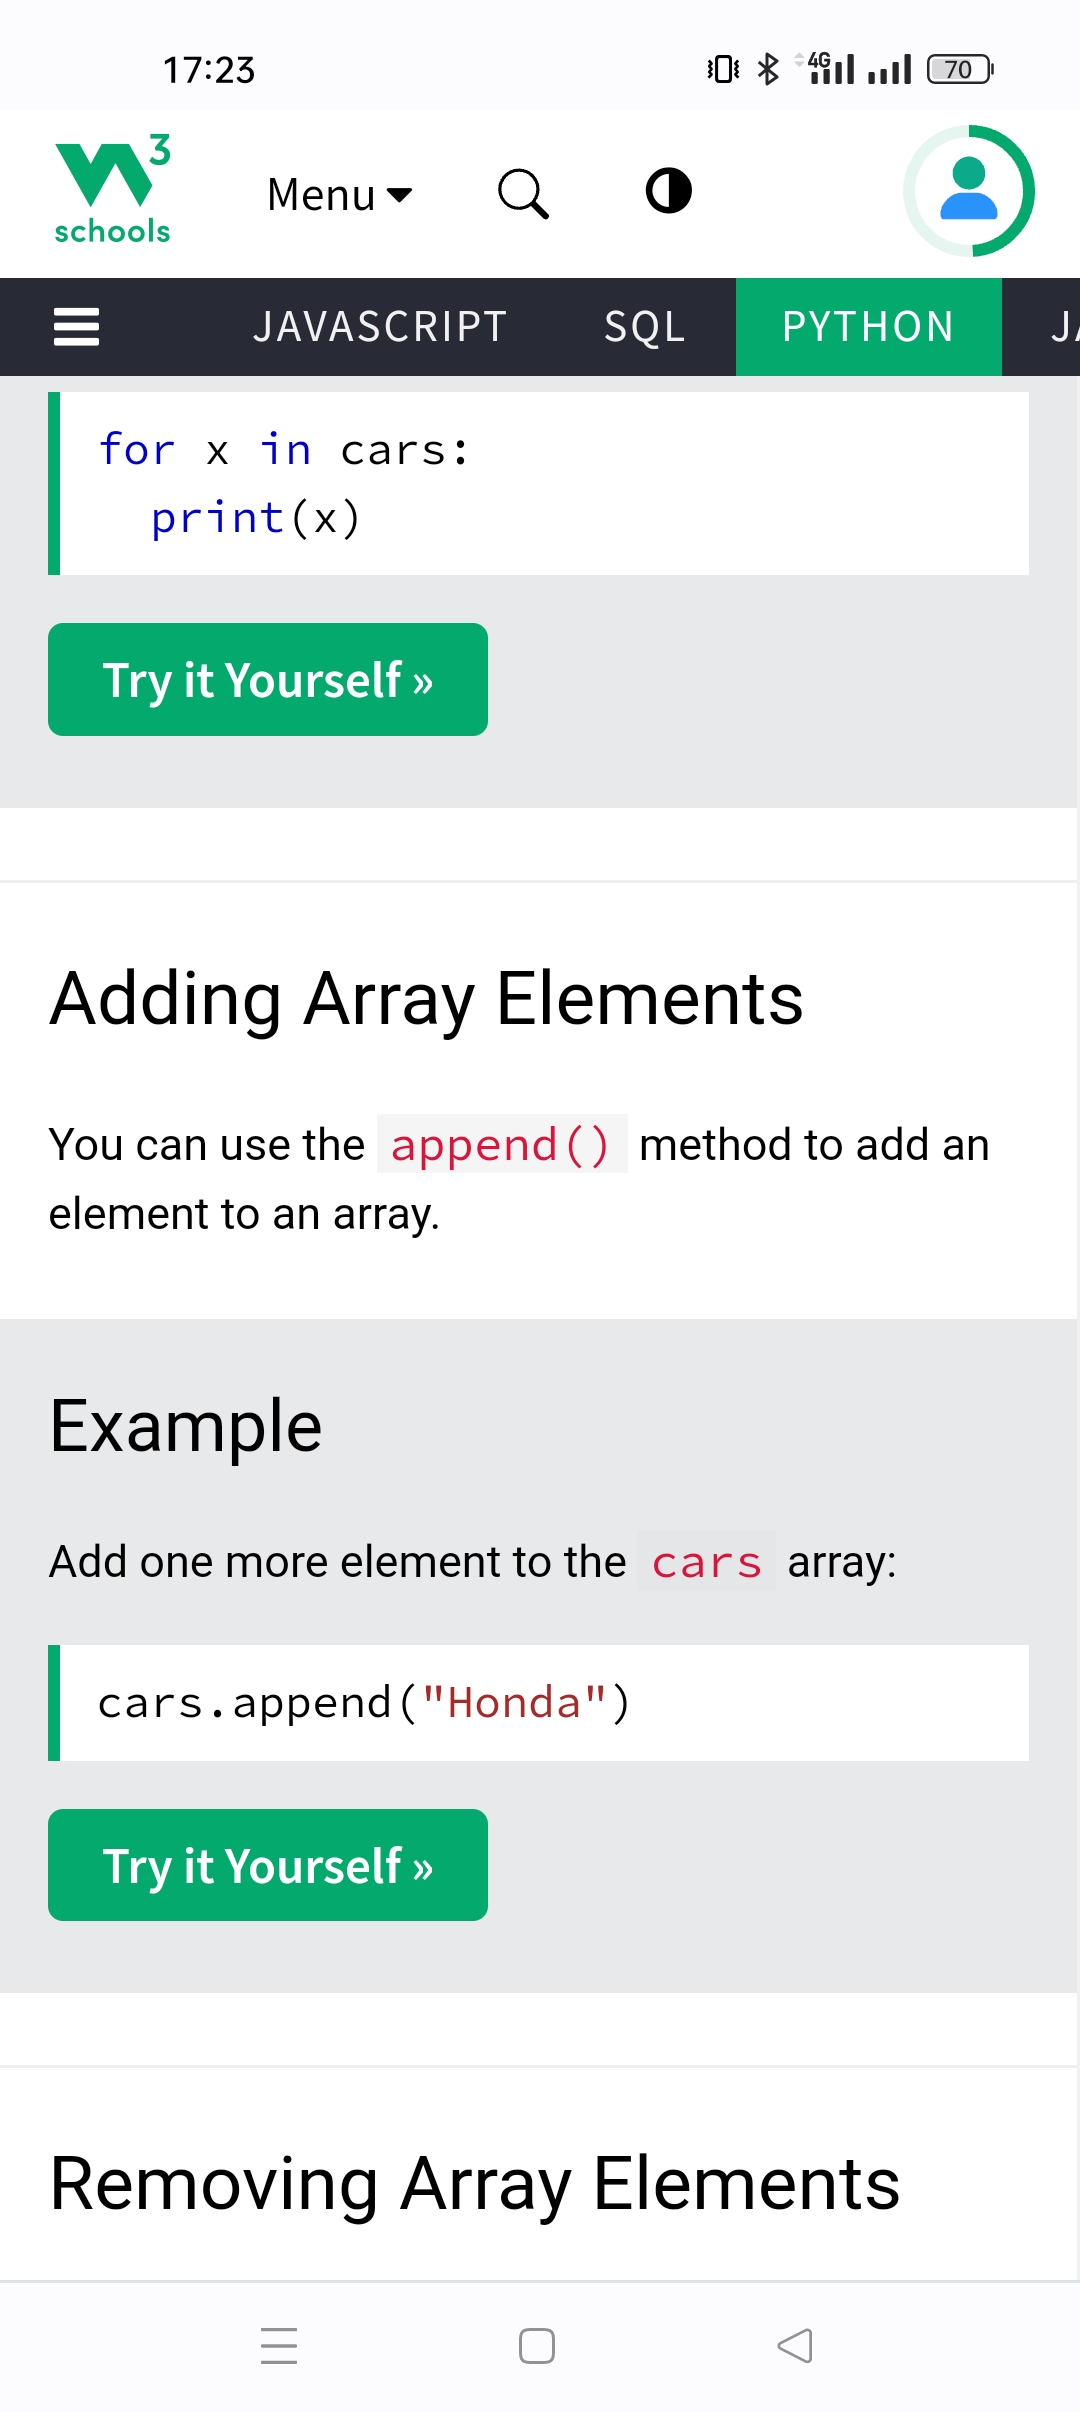 17:23
4G
70
W3
schools
Menu
JAVASCRIPT SQL PYTHON JA
for x in cars:
  print(x)
Try it Yourself »
Adding Array Elements
You can use the append() method to add an
element to an array.
Example
Add one more element to the cars array:
cars.append("Honda")
Try it Yourself »
Removing Array Elements